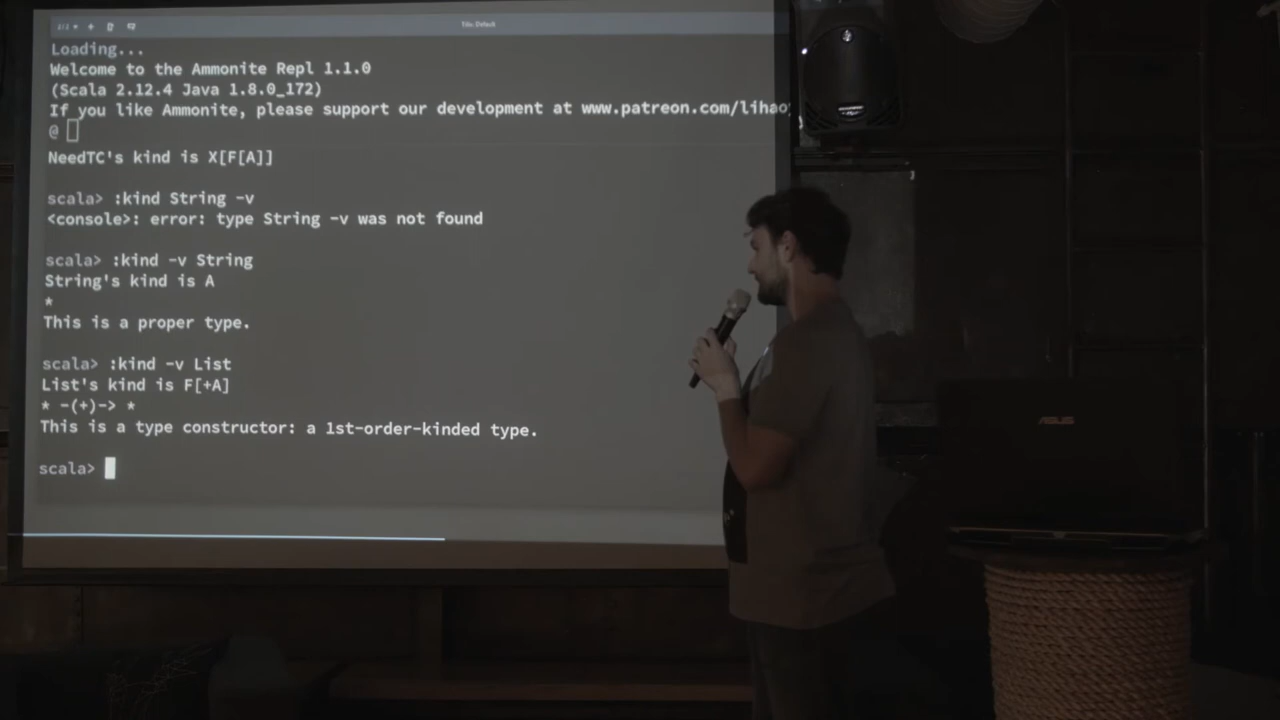 Tilix: Default
Loading...
Welcome to the Ammonite Repl 1.1.0
(Scala 2.12.4 Java 1.8.0_172)
If you like Ammonite, please support our development at www.patreon.com/lihao
@
NeedTC's kind is X[F[A]]
scala> :kind String -v
<console>: error: type String -v was not found
scala> :kind -v String
String's kind is A
*
This is a proper type.
scala> :kind -v List
List's kind is F[+A]
* -(+)-> *
This is a type constructor: a 1st-order-kinded type.
scala>
ASUS